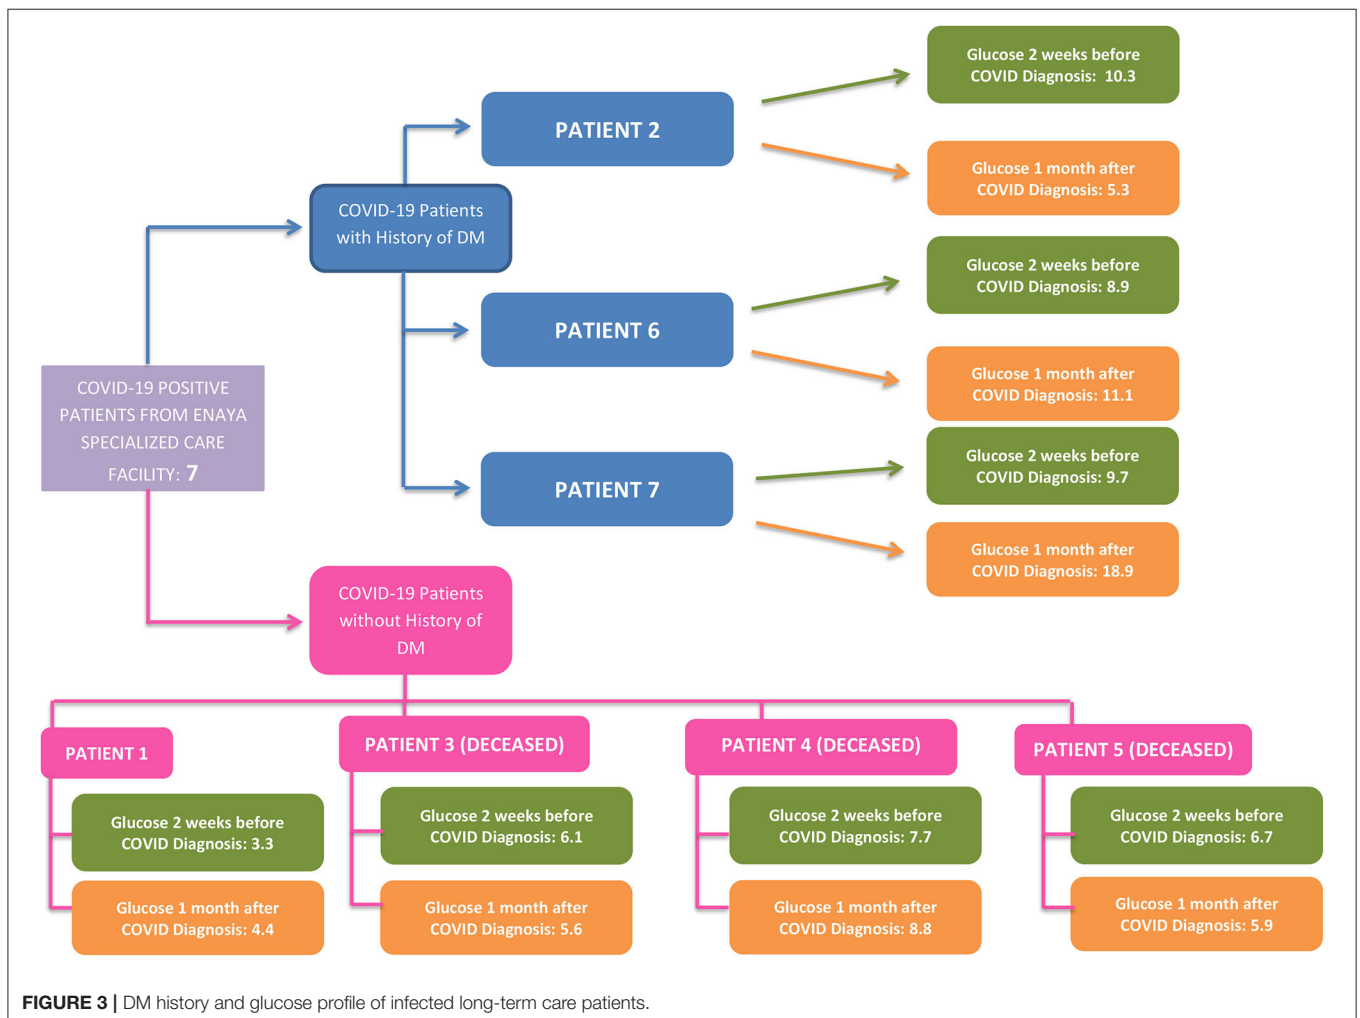 Glucose 2 weeks before
COVID Diagnosis: 10.3
PATIENT 2
Glucose 1 month after
COVID Diagnosis: 5.3
COVID-19 Patients
with History of DM
Glucose 2 weeks before
COVID Diagnosis: 8.9
PATIENT 6
Glucose 1 month after
COVID Diagnosis: 11.1
COVID-19 POSITIVE
PATIENTS FROM ENAYA
SPECIALIZED CARE
FACILITY: 7
Glucose 2 weeks before
COVID Diagnosis: 9.7
PATIENT 7
Glucose 1 month after
COVID Diagnosis: 18.9
COVID-19 Patients
without History of
DM
PATIENT 1
Glucose 2 weeks before
COVID Diagnosis: 3.3
Glucose 1 month after
COVID Diagnosis: 4.4
PATIENT 3 (DECEASED)
Glucose 2 weeks before
COVID Diagnosis: 6.1
Glucose 1 month after
COVID Diagnosis: 5.6
PATIENT 4 (DECEASED)
Glucose 2 weeks before
COVID Diagnosis: 7.7
Glucose 1 month after
COVID Diagnosis: 8.8
PATIENT 5 (DECEASED)
Glucose 2 weeks before
COVID Diagnosis: 6.7
Glucose 1 month after
COVID Diagnosis: 5.9
FIGURE 3 | DM history and glucose profile of infected long-term care patients.